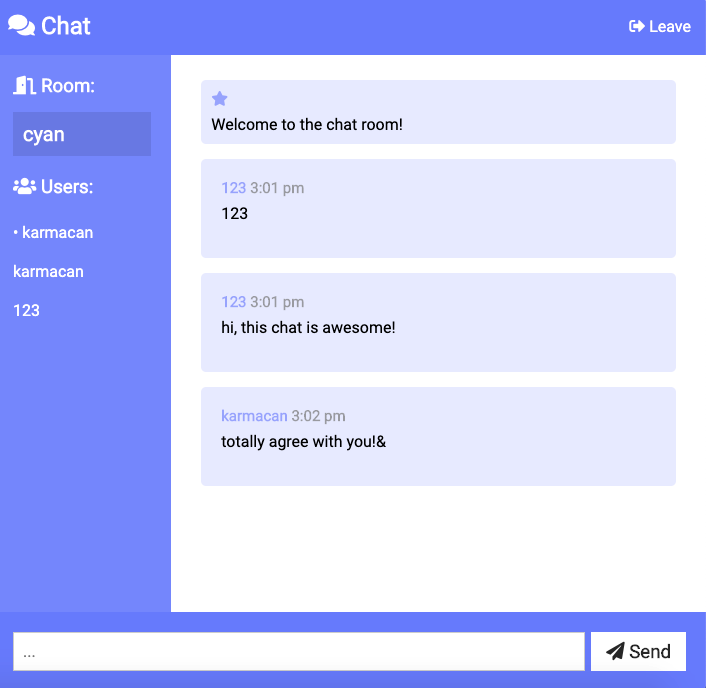 Chat
Leave
Room:
cyan
Users:
• karmacan
karmacan
123
Welcome to the chat room!
123 3:01 pm
123
123 3:01 pm
hi, this chat is awesome!
karmacan 3:02 pm
totally agree with you!&
...
Send